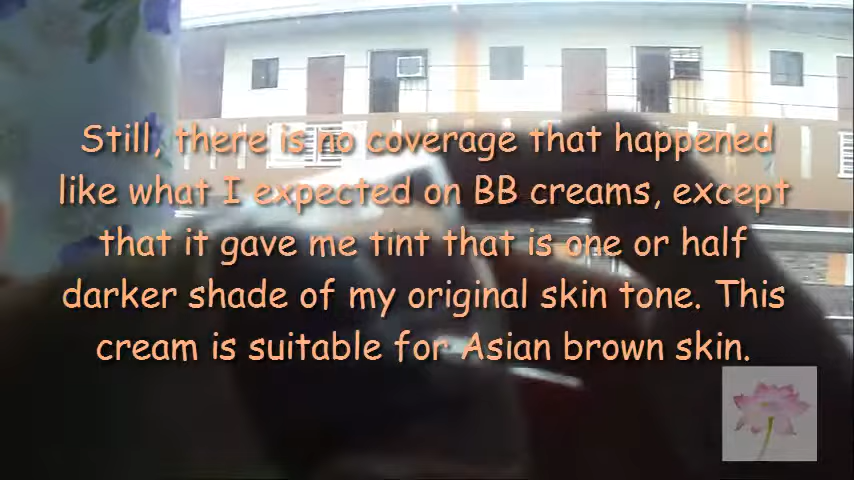 Still, there is no coverage that happened
like what I expected on BB creams, except
that it gave me tint that is one or half
darker shade of my original skin tone. This
cream is suitable for Asian brown skin.